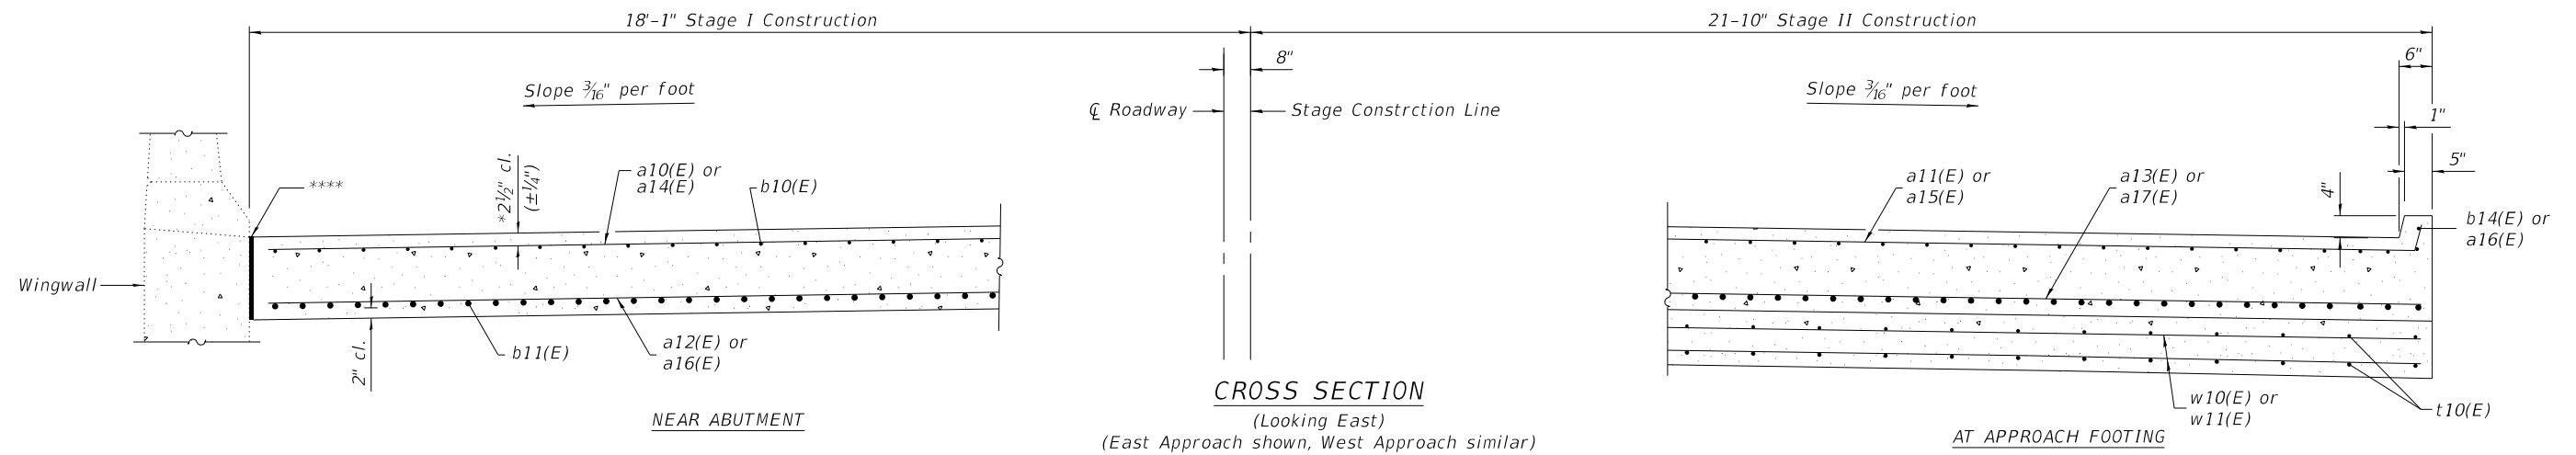 18'-1" Stage I Construction
21-10" Stage II Construction
8"
6"
Slope 3/16" per foot
Slope 3/16" per foot
℄ Roadway
Stage Constrction Line
1"
5"
4"
****
*2½" cl.
(±¼")
a10(E) or
a14(E)
b10(E)
a11(E) or
a15(E)
a13(E) or
a17(E)
b14(E) or
a16(E)
Wingwall
2" cl.
b11(E)
a12(E) or
a16(E)
w10(E) or
w11(E)
t10(E)
CROSS SECTION
(Looking East)
(East Approach shown, West Approach similar)
NEAR ABUTMENT
AT APPROACH FOOTING